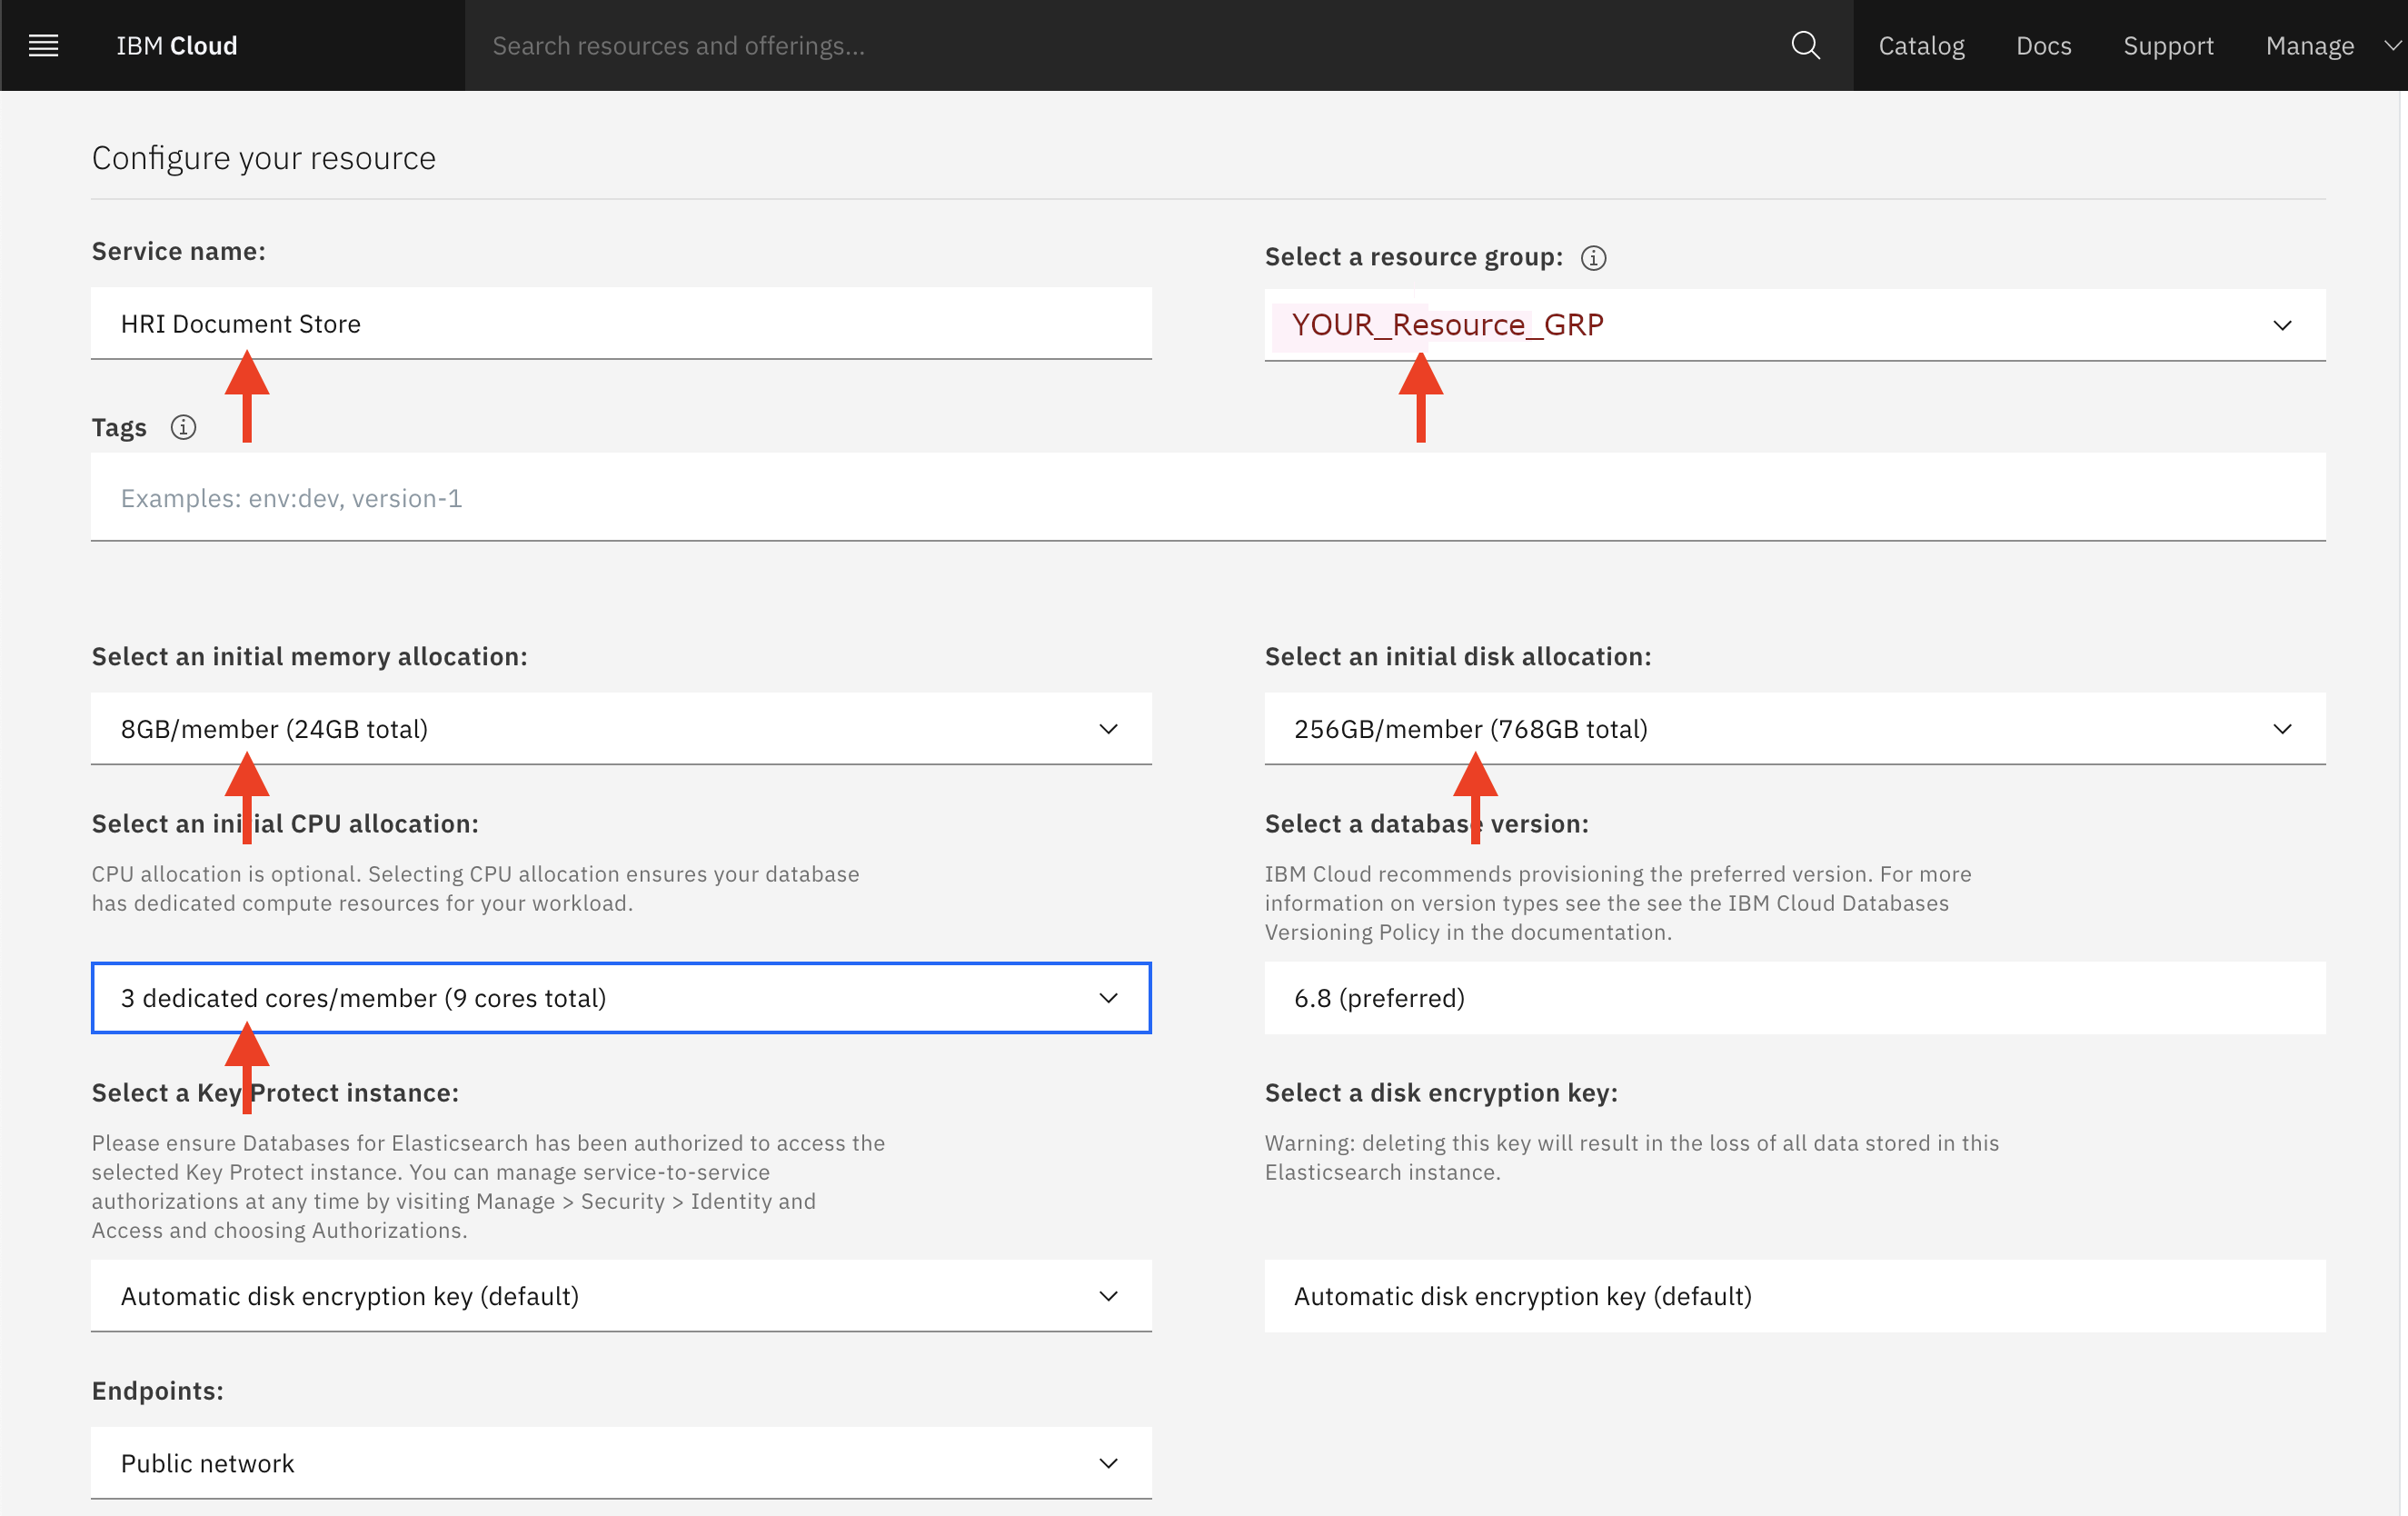 IBM Cloud
Search resources and offerings...
Catalog
Docs
Support
Manage
Configure your resource
Service name:
HRI Document Store
Select a resource group:
YOUR_Resource_GRP
Tags
Examples: env:dev, version-1
Select an initial memory allocation:
8GB/member (24GB total)
Select an initial disk allocation:
256GB/member (768GB total)
Select an initial CPU allocation:
CPU allocation is optional. Selecting CPU allocation ensures your database
has dedicated compute resources for your workload.
3 dedicated cores/member (9 cores total)
Select a database version:
IBM Cloud recommends provisioning the preferred version. For more
information on version types see the see the IBM Cloud Databases
Versioning Policy in the documentation.
6.8 (preferred)
Select a Key Protect instance:
Please ensure Databases for Elasticsearch has been authorized to access the
selected Key Protect instance. You can manage service-to-service
authorizations at any time by visiting Manage > Security > Identity and
Access and choosing Authorizations.
Automatic disk encryption key (default)
Select a disk encryption key:
Warning: deleting this key will result in the loss of all data stored in this
Elasticsearch instance.
Automatic disk encryption key (default)
Endpoints:
Public network